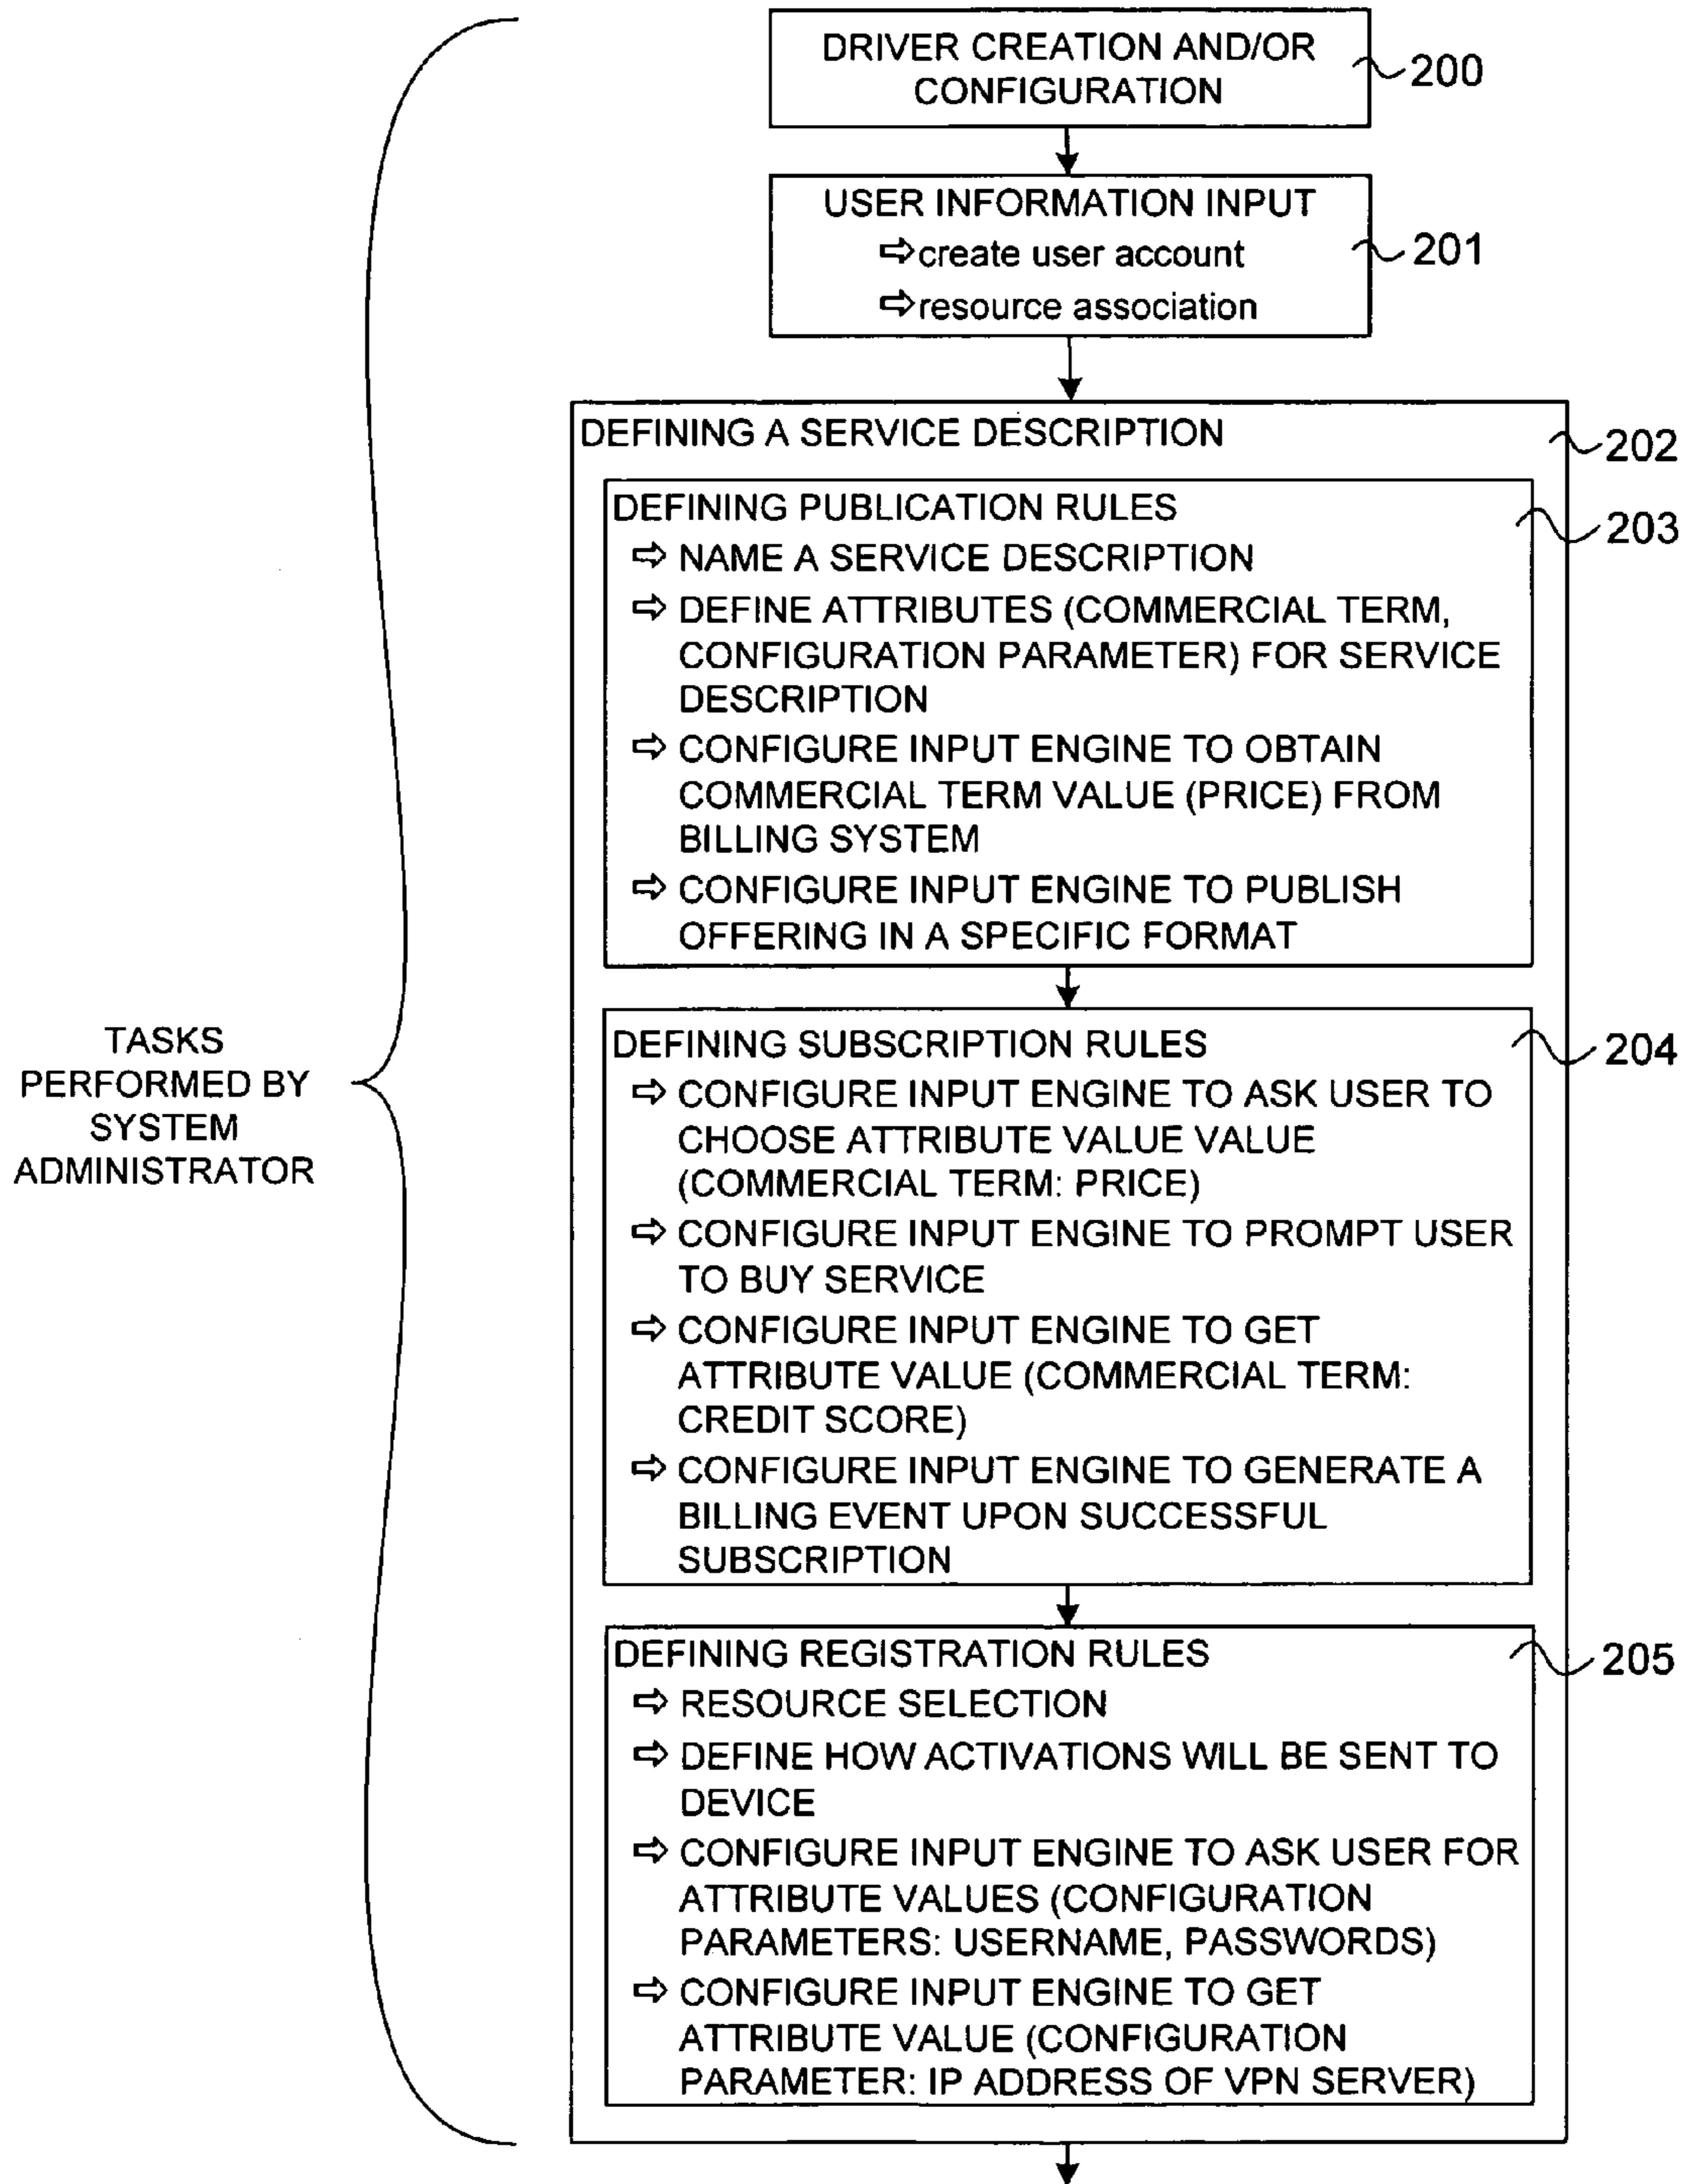 DRIVER CREATION AND/OR
CONFIGURATION
200
USER INFORMATION INPUT
⇨create user account
⇨resource association
201
DEFINING A SERVICE DESCRIPTION
202
DEFINING PUBLICATION RULES
203
⇨ NAME A SERVICE DESCRIPTION
⇨ DEFINE ATTRIBUTES (COMMERCIAL TERM,
CONFIGURATION PARAMETER) FOR SERVICE
DESCRIPTION
⇨ CONFIGURE INPUT ENGINE TO OBTAIN
COMMERCIAL TERM VALUE (PRICE) FROM
BILLING SYSTEM
⇨ CONFIGURE INPUT ENGINE TO PUBLISH
OFFERING IN A SPECIFIC FORMAT
TASKS
PERFORMED BY
SYSTEM
ADMINISTRATOR
DEFINING SUBSCRIPTION RULES
204
⇨ CONFIGURE INPUT ENGINE TO ASK USER TO
CHOOSE ATTRIBUTE VALUE VALUE
(COMMERCIAL TERM: PRICE)
⇨ CONFIGURE INPUT ENGINE TO PROMPT USER
TO BUY SERVICE
⇨ CONFIGURE INPUT ENGINE TO GET
ATTRIBUTE VALUE (COMMERCIAL TERM:
CREDIT SCORE)
⇨ CONFIGURE INPUT ENGINE TO GENERATE A
BILLING EVENT UPON SUCCESSFUL
SUBSCRIPTION
DEFINING REGISTRATION RULES
205
⇨ RESOURCE SELECTION
⇨ DEFINE HOW ACTIVATIONS WILL BE SENT TO
DEVICE
⇨ CONFIGURE INPUT ENGINE TO ASK USER FOR
ATTRIBUTE VALUES (CONFIGURATION
PARAMETERS: USERNAME, PASSWORDS)
⇨ CONFIGURE INPUT ENGINE TO GET
ATTRIBUTE VALUE (CONFIGURATION
PARAMETER: IP ADDRESS OF VPN SERVER)